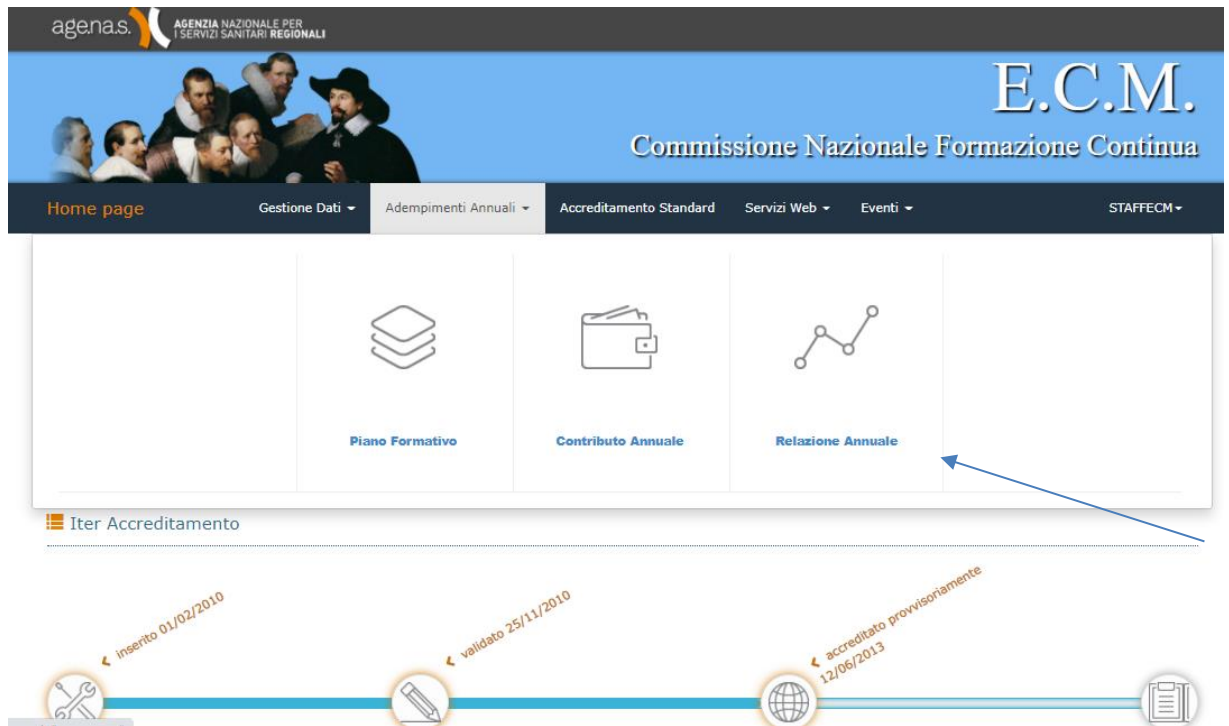 agenas. AGENZIA NAZIONALE PER
I SERVIZI SANITARI REGIONALI
E.C.M.
Commissione Nazionale Formazione Continua
Home page Gestione Dati Adempimenti Annuali Accreditamento Standard Servizi Web Eventi STAFFECM
Piano Formativo Contributo Annuale Relazione Annuale
Iter Accreditamento
inserito 01/02/2010
validato 25/11/2010
accreditato provvisoriamente
12/06/2013